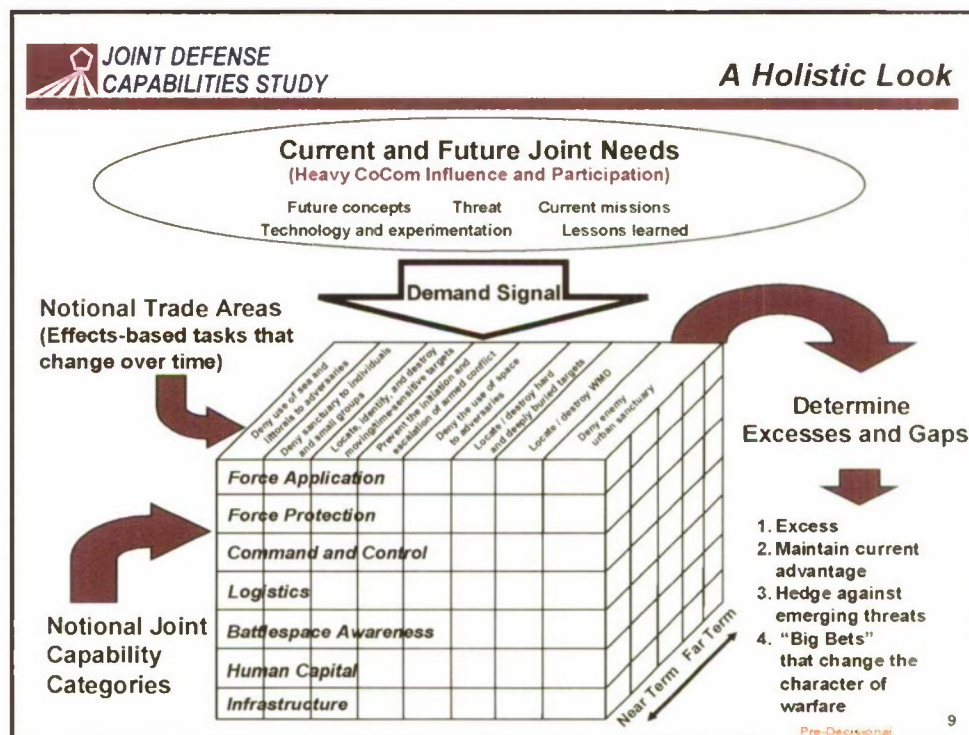 JOINT DEFENSE
CAPABILITIES STUDY
A Holistic Look
Current and Future Joint Needs
(Heavy CoCom Influence and Participation)
Future concepts Threat Current missions
Technology and experimentation Lessons learned
Demand Signal
Notional Trade Areas
(Effects-based tasks that
change over time)
Deny use of sea and
littorals to adversaries
Deny sanctuary to individuals
and small groups
Locate, identify, and destroy
moving/time-sensitive targets
Prevent the initiation and
escalation of armed conflict
Deny the use of space
to adversaries
Locate / destroy hard
and deeply buried targets
Locate / destroy WMD
Deny enemy
urban sanctuary
Force Application
Force Protection
Command and Control
Logistics
Battlespace Awareness
Human Capital
Infrastructure
Near Term Far Term
Notional Joint
Capability
Categories
Determine
Excesses and Gaps
1. Excess
2. Maintain current
advantage
3. Hedge against
emerging threats
4. “Big Bets”
that change the
character of
warfare
Pre-Decisional
9